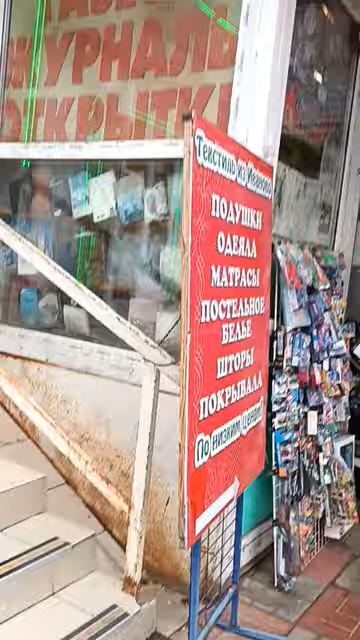 ЖУРНАЛЫ
ОТКРЫТКИ
Текстиль из Иваново
ПОДУШКИ
ОДЕЯЛА
МАТРАСЫ
ПОСТЕЛЬНОЕ
БЕЛЬЕ
ШТОРЫ
ПОКРЫВАЛА
По низким ценам!